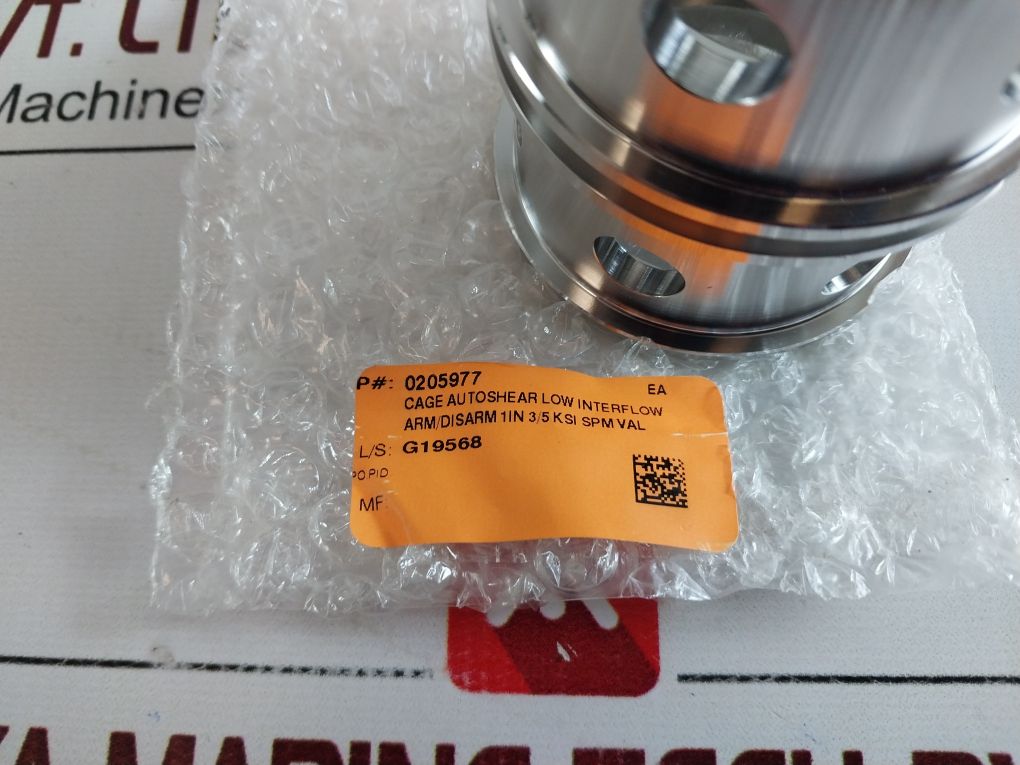 Machine
P#: 0205977 EA
CAGE AUTOSHEAR LOW INTERFLOW
ARM/DISARM 1IN 3/5 KSI SPM VAL
L/S: G19568
PO.PID
MF: